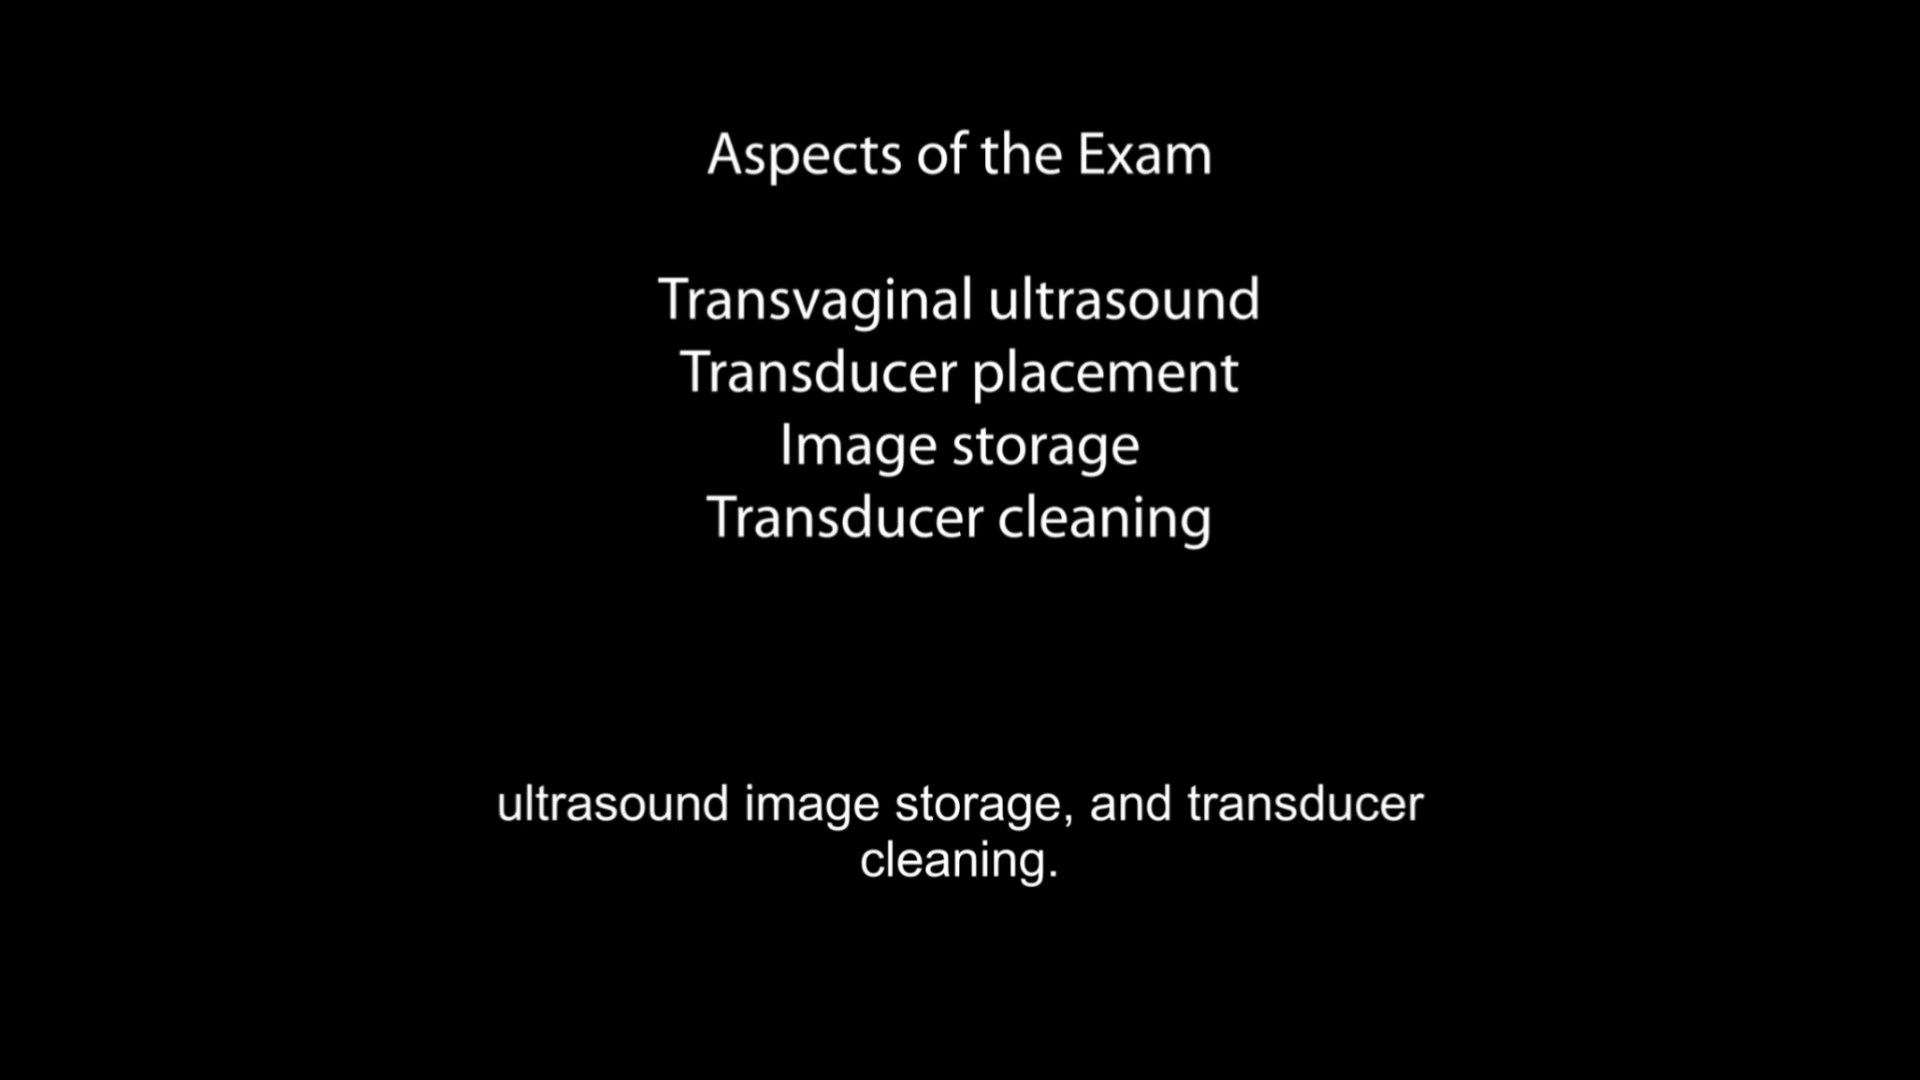 Aspects of the Exam
Transvaginal ultrasound
Transducer placement
Image storage
Transducer cleaning
ultrasound image storage, and transducer
cleaning.